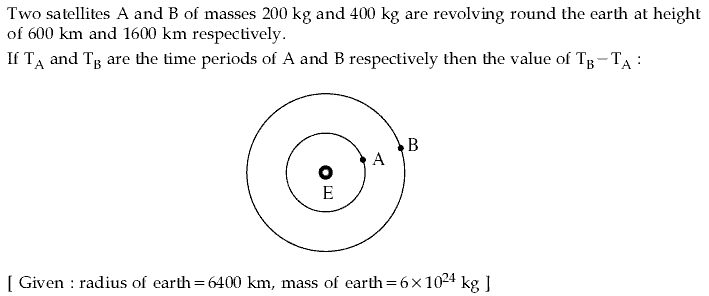 Two satellites A and B of masses 200 kg and 400 kg are revolving round the earth at height
of 600 km and 1600 km respectively.
If T_A and T_B are the time periods of A and B respectively then the value of T_B − T_A :
B
A
E
[ Given : radius of earth = 6400 km, mass of earth = 6×10²⁴ kg ]